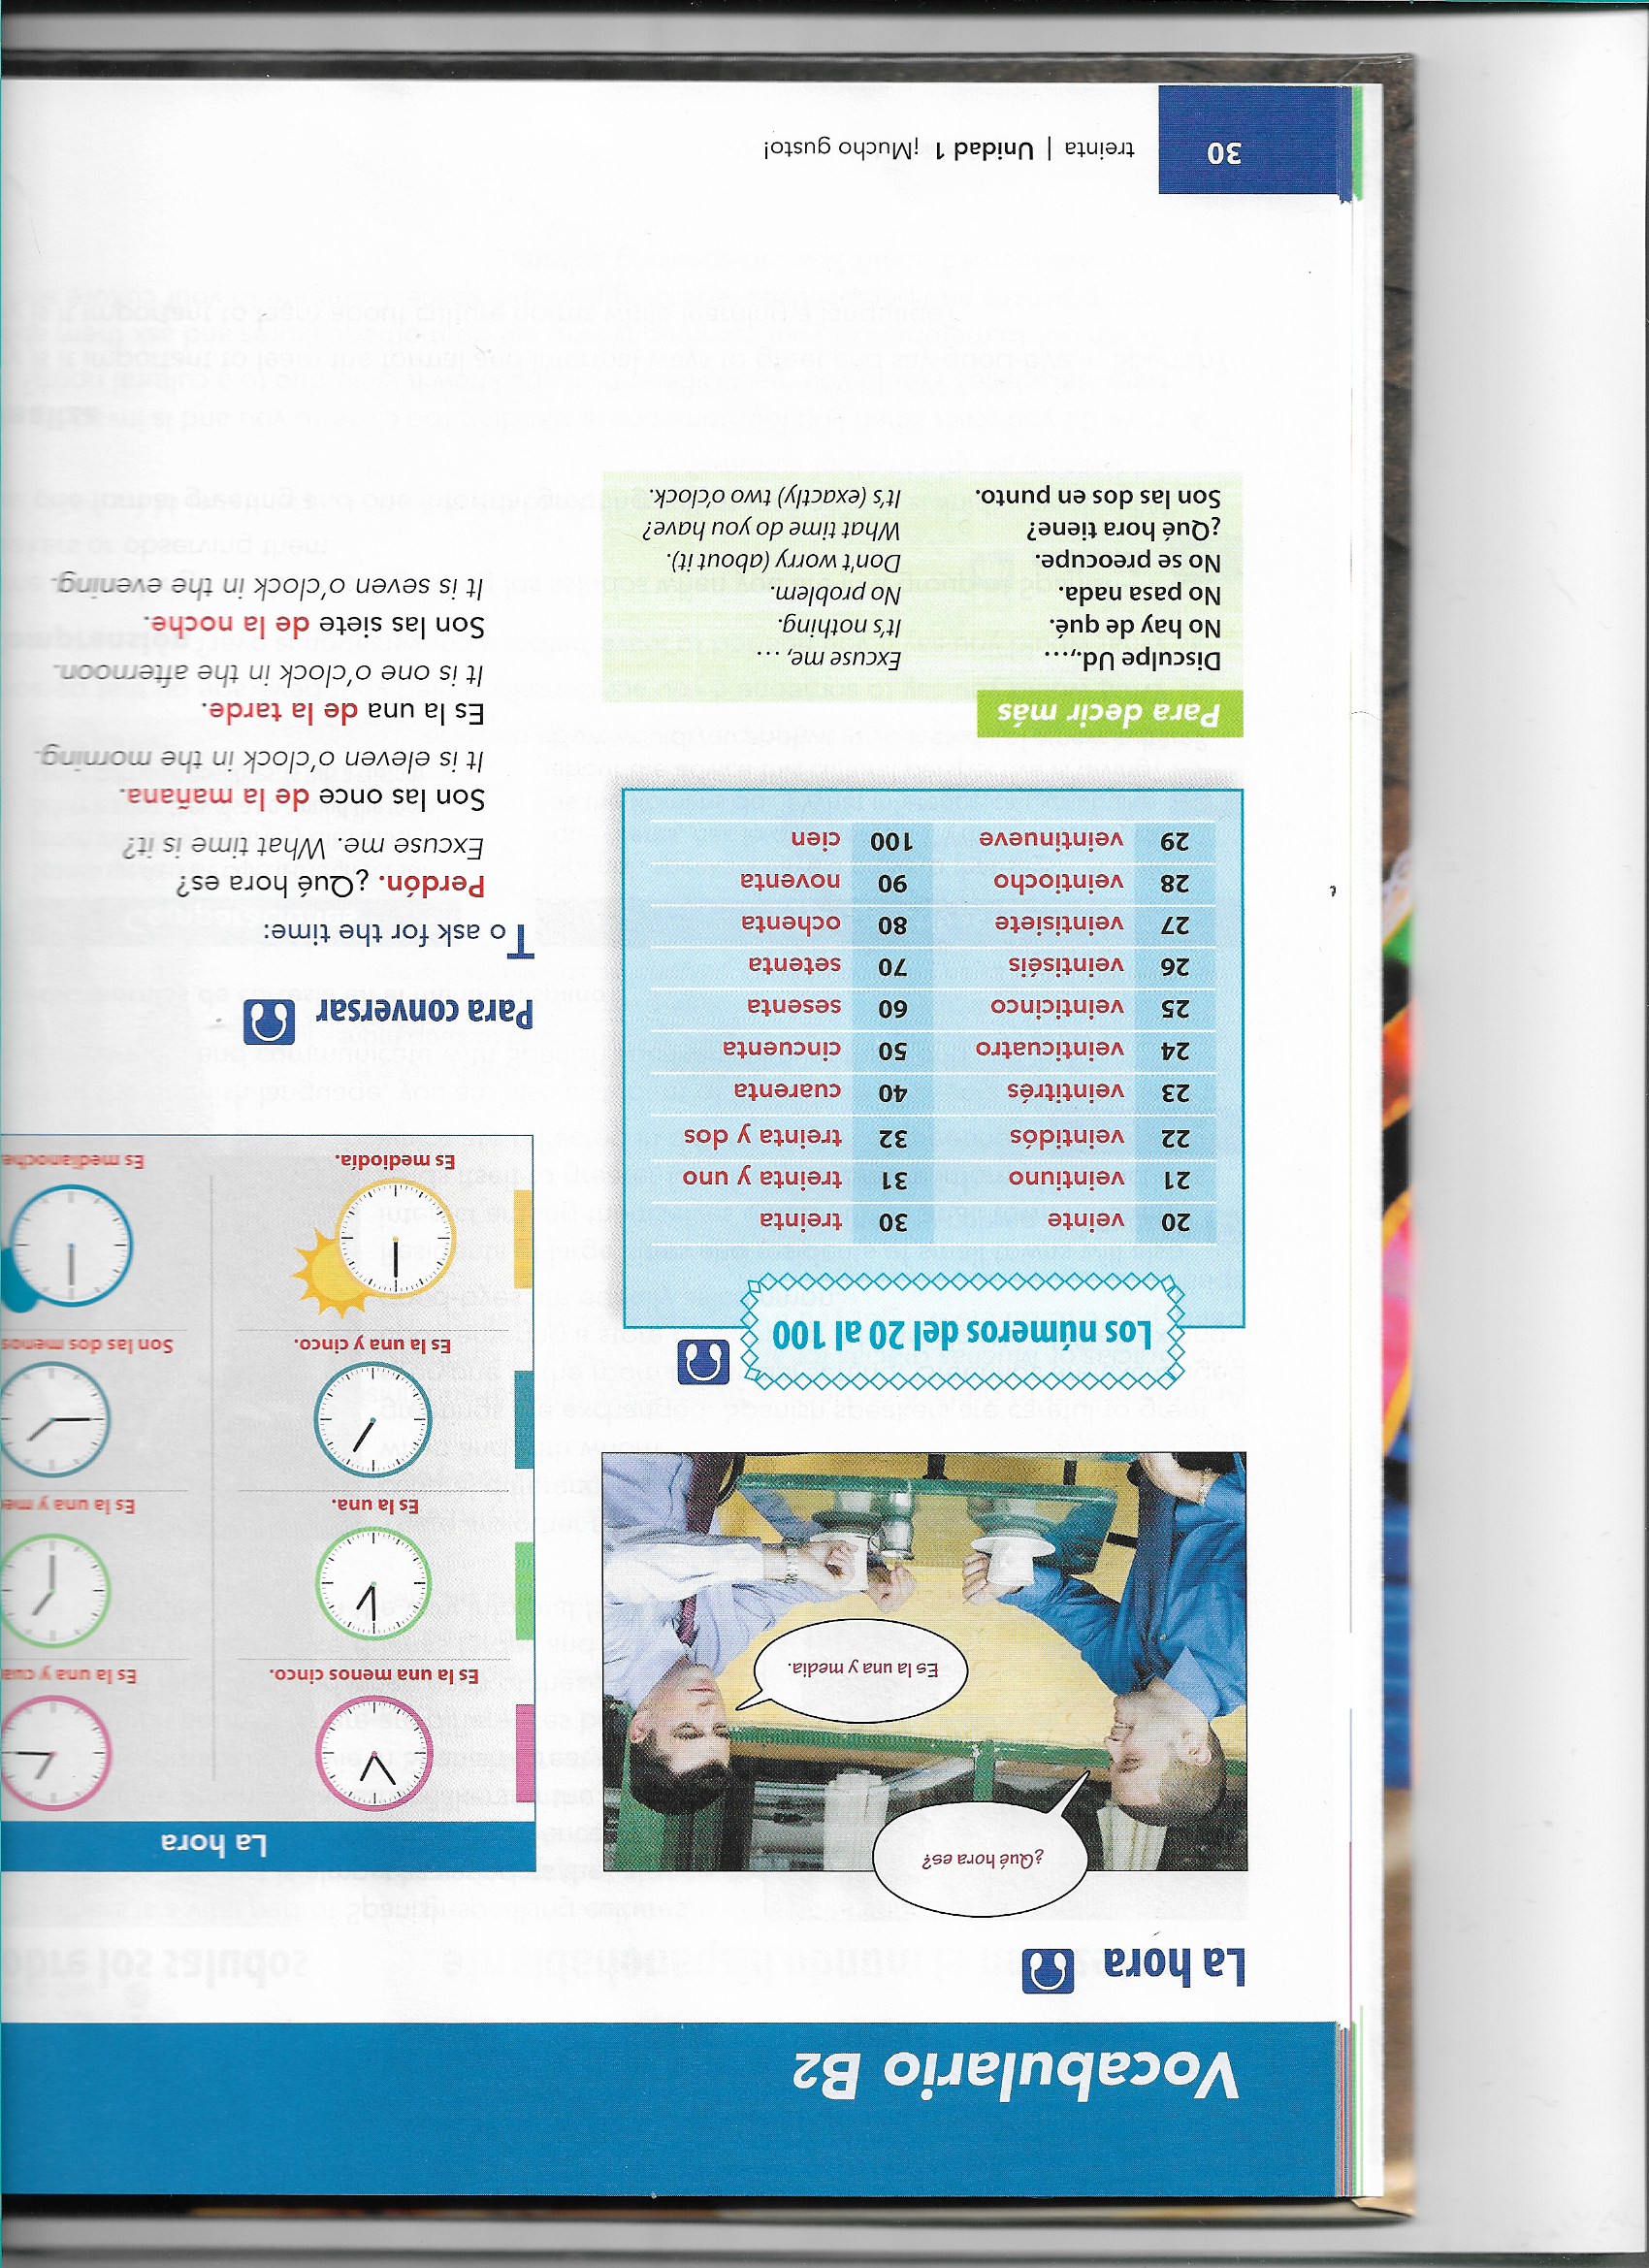 Vocabulario B2
La hora
¿Qué hora es?
Es la una y media.
Los números del 20 al 100
20 veinte 30 treinta
21 veintiuno 31 treinta y uno
22 veintidós 32 treinta y dos
23 veintitrés 40 cuarenta
24 veinticuatro 50 cincuenta
25 veinticinco 60 sesenta
26 veintiséis 70 setenta
27 veintisiete 80 ochenta
28 veintiocho 90 noventa
29 veintinueve 100 cien
Para decir más
Disculpe Ud.,... Excuse me, ...
No hay de qué. It's nothing.
No pasa nada. No problem.
No se preocupe. Don't worry (about it).
¿Qué hora tiene? What time do you have?
Son las dos en punto. It's (exactly) two o'clock.
La hora
Es la una menos cinco. Es la una y cua
Es la una. Es la una y me
Es la una y cinco. Son las dos menos
Es mediodía. Es medianoche
Para conversar
To ask for the time:
Perdón. ¿Qué hora es?
Excuse me. What time is it?
Son las once de la mañana.
It is eleven o'clock in the morning.
Es la una de la tarde.
It is one o'clock in the afternoon.
Son las siete de la noche.
It is seven o'clock in the evening.
30 treinta | Unidad 1 ¡Mucho gusto!